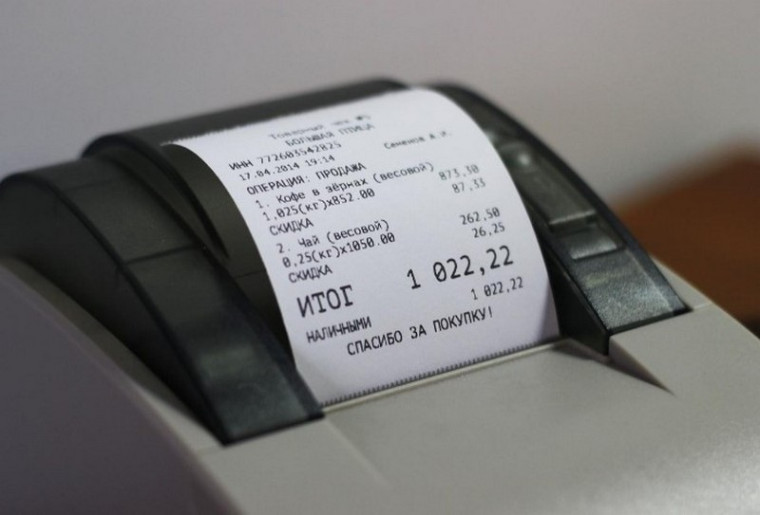 Товарный чек №5
БОЛЬШАЯ ПТИЦА
ИНН 772603542825
17.04.2014 19:14 Семенов А.И.
ОПЕРАЦИЯ: ПРОДАЖА
1. Кофе в зёрнах (весовой)
1,025(кг)x852.00 873,30
СКИДКА 87,33
2. Чай (весовой)
0,25(кг)x1050.00 262,50
СКИДКА 26,25
ИТОГ 1 022,22
НАЛИЧНЫМИ 1 022,22
СПАСИБО ЗА ПОКУПКУ!